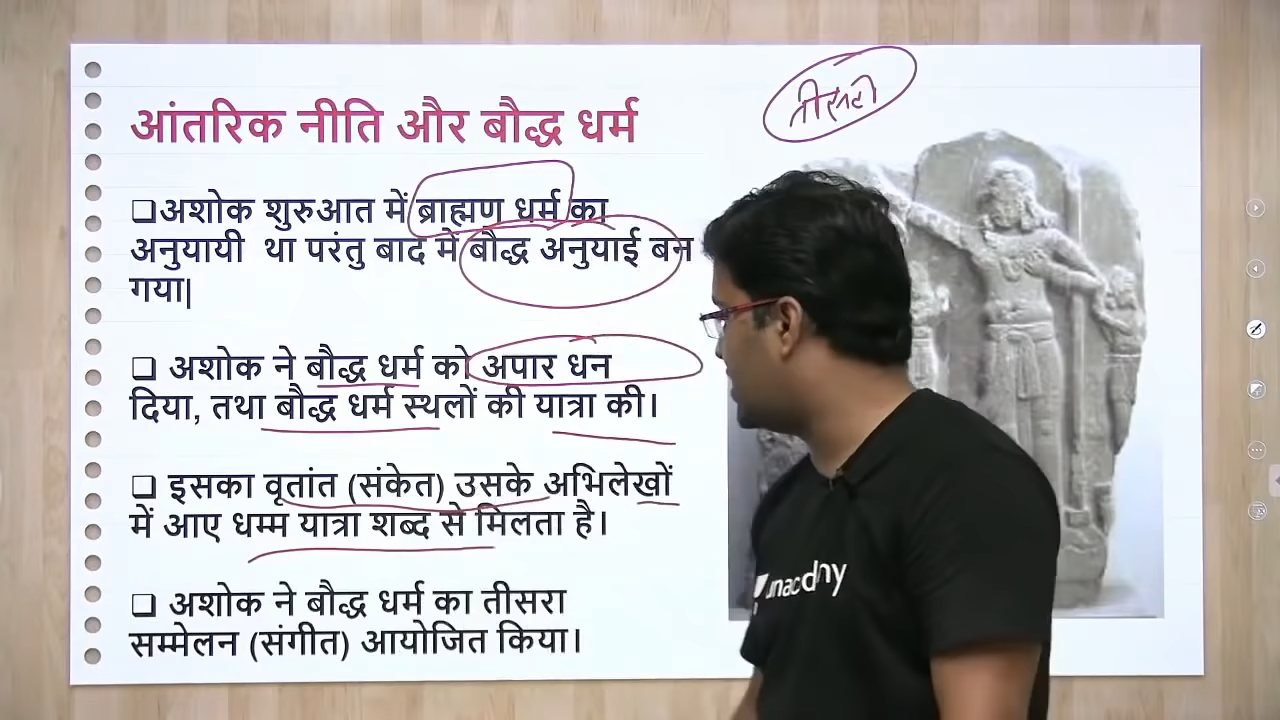 आंतरिक नीति और बौद्ध धर्म
तीसरी
❑अशोक शुरुआत में ब्राह्मण धर्म का
अनुयायी था परंतु बाद में बौद्ध अनुयाई बन
गया|
❑ अशोक ने बौद्ध धर्म को अपार धन
दिया, तथा बौद्ध धर्म स्थलों की यात्रा की।
❑ इसका वृतांत (संकेत) उसके अभिलेखों
में आए धम्म यात्रा शब्द से मिलता है।
❑ अशोक ने बौद्ध धर्म का तीसरा
सम्मेलन (संगीत) आयोजित किया।
unacademy